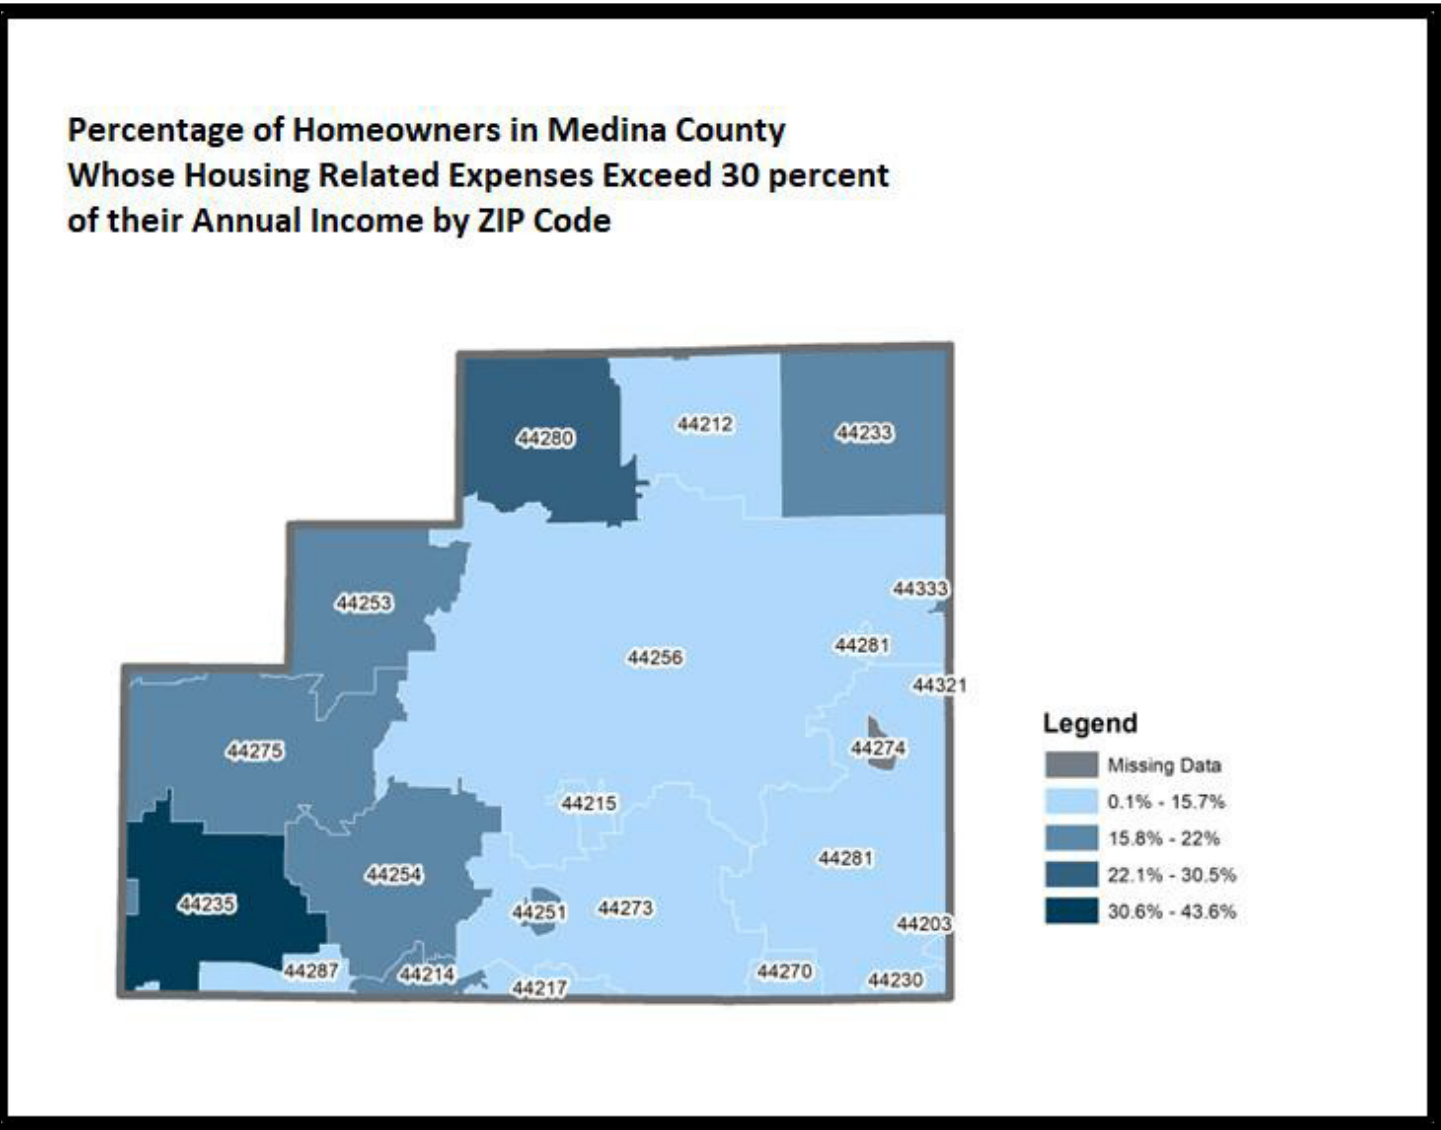 Percentage of Homeowners in Medina County
Whose Housing Related Expenses Exceed 30 percent
of their Annual Income by ZIP Code
44280
44212
44233
44253
44333
44256
44281
44321
44275
44274
44215
44281
44254
44235
44251
44273
44203
44287
44214
44217
44270
44230
Legend
Missing Data
0.1% - 15.7%
15.8% - 22%
22.1% - 30.5%
30.6% - 43.6%